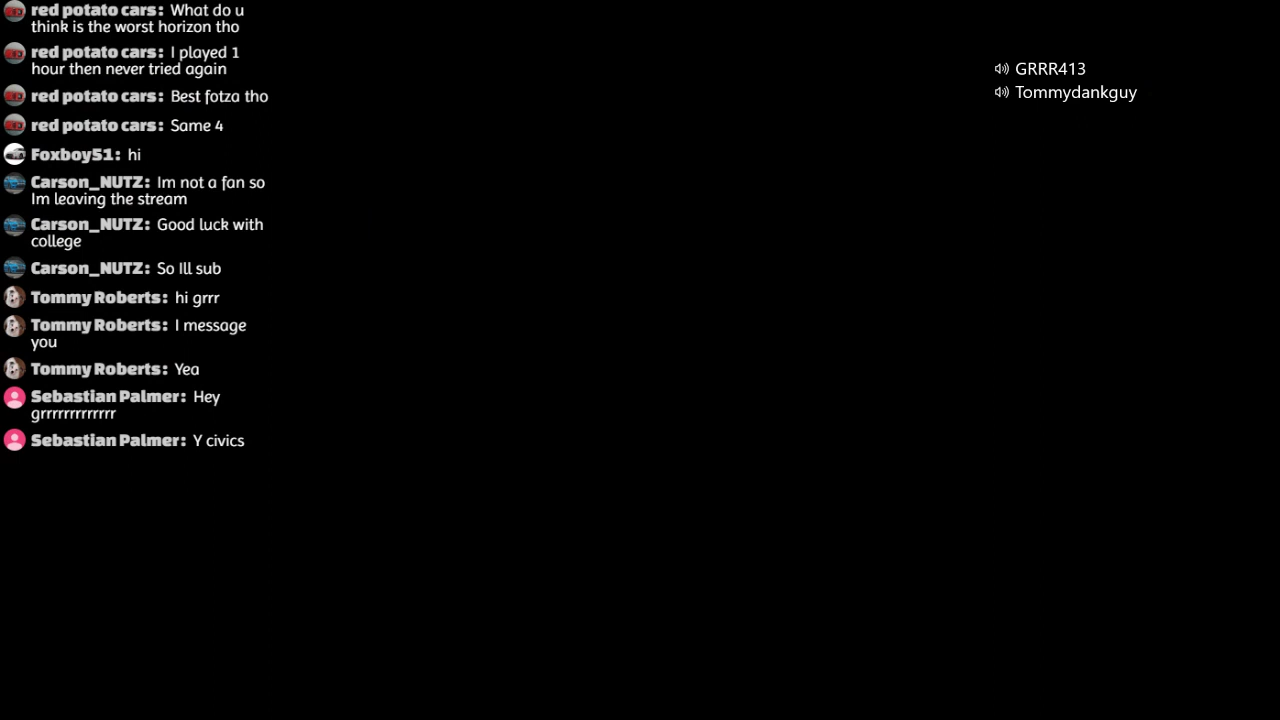 red potato cars: What do u
think is the worst horizon tho
red potato cars: I played 1
hour then never tried again
red potato cars: Best fotza tho
red potato cars: Same 4
Foxboy51: hi
Carson_NUTZ: Im not a fan so
Im leaving the stream
Carson_NUTZ: Good luck with
college
Carson_NUTZ: So Ill sub
Tommy Roberts: hi grrr
Tommy Roberts: I message
you
Tommy Roberts: Yea
Sebastian Palmer: Hey
grrrrrrrrrrrrr
Sebastian Palmer: Y civics
GRRR413
Tommydankguy